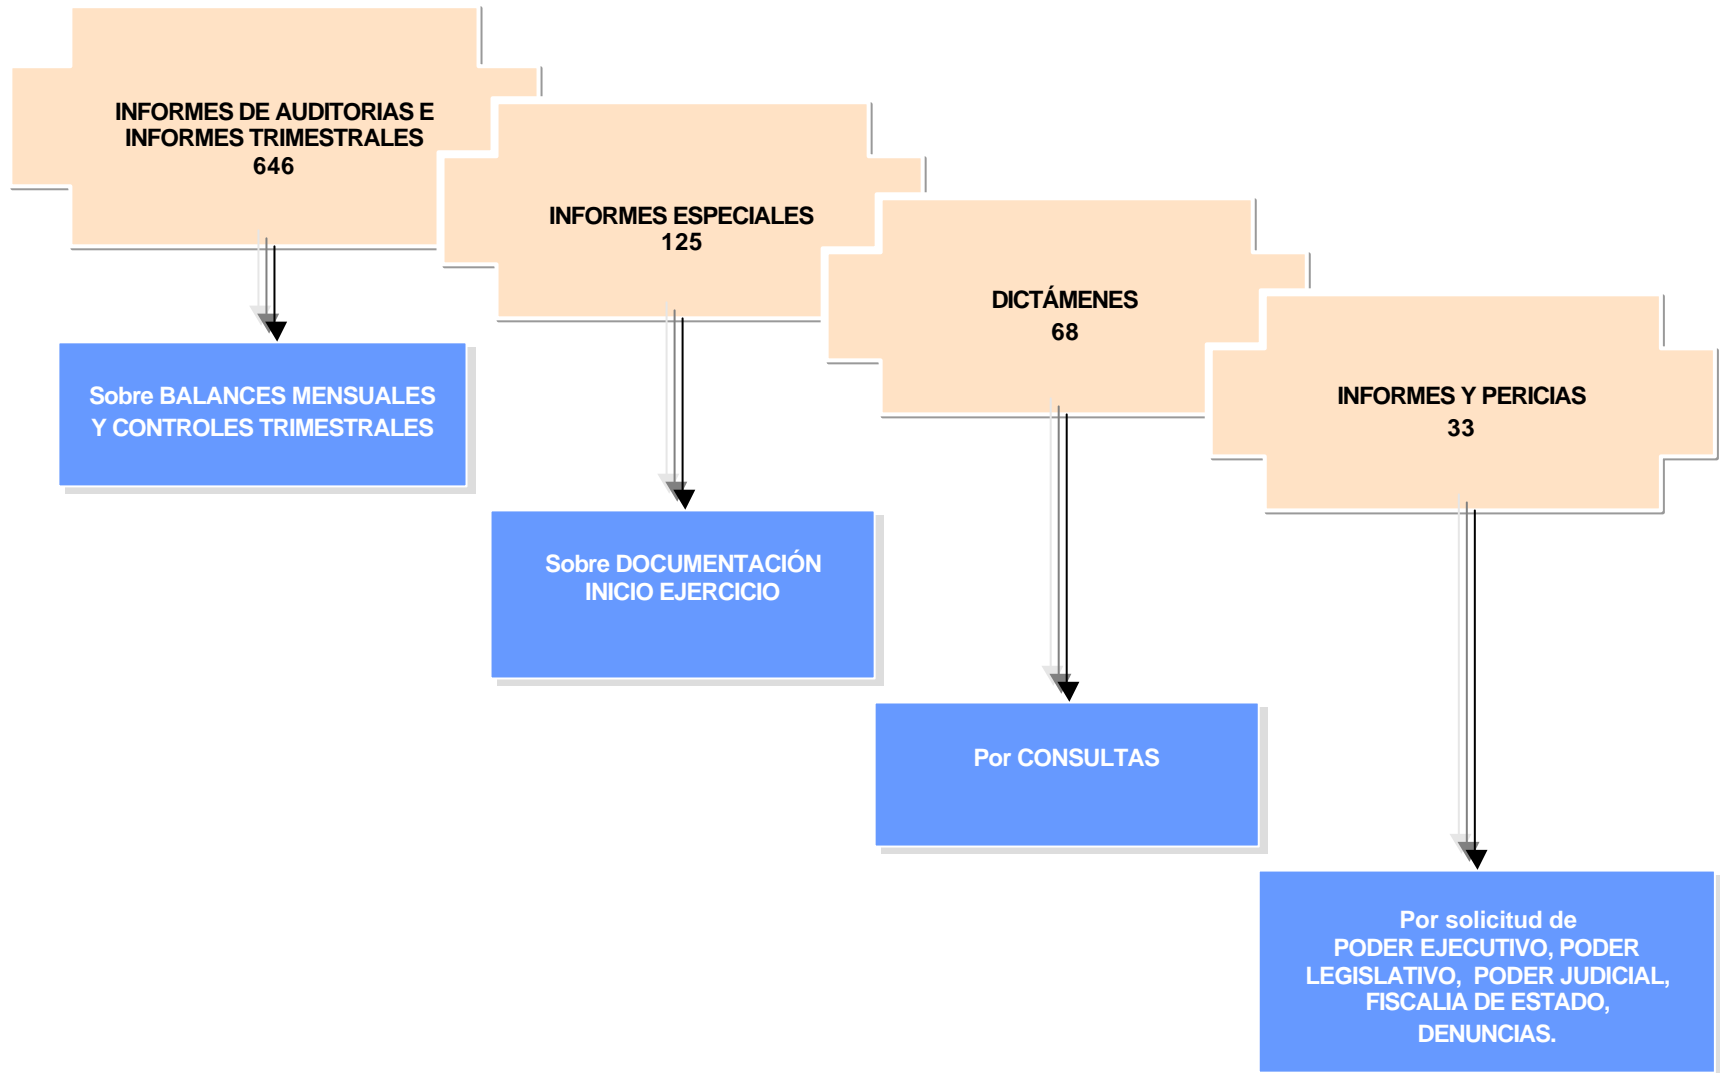 INFORMES DE AUDITORIAS E
INFORMES TRIMESTRALES
646
INFORMES ESPECIALES
125
DICTÁMENES
68
INFORMES Y PERICIAS
33
Sobre BALANCES MENSUALES
Y CONTROLES TRIMESTRALES
Sobre DOCUMENTACIÓN
INICIO EJERCICIO
Por CONSULTAS
Por solicitud de
PODER EJECUTIVO, PODER
LEGISLATIVO, PODER JUDICIAL,
FISCALIA DE ESTADO,
DENUNCIAS.